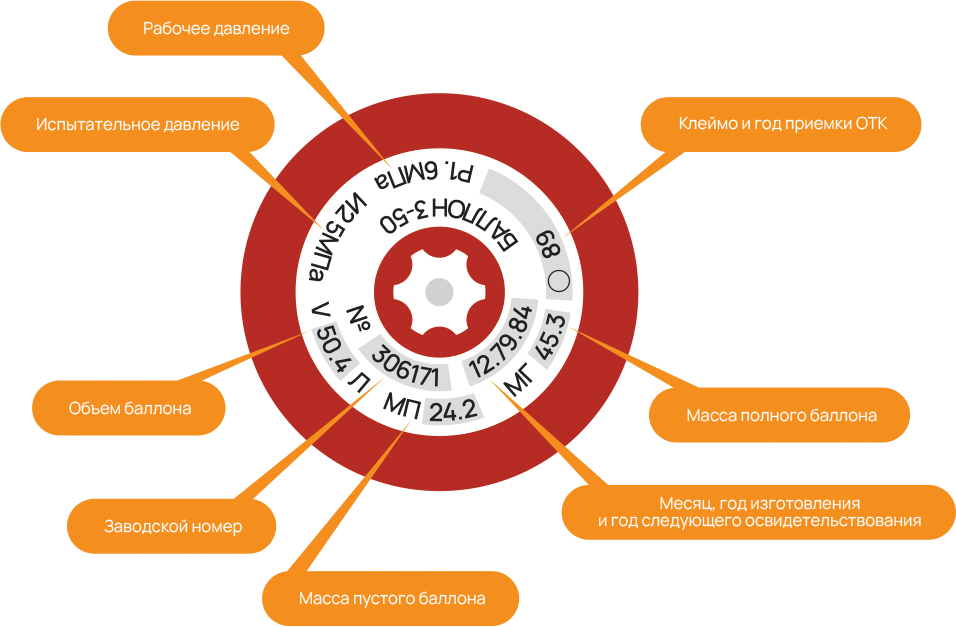 Рабочее давление
Испытательное давление
Клеймо и год приемки ОТК
Р1. 6МПа
И2 5МПа
БАЛЛОН 3-50
89
V 50.4 Л
№ 306171
12.79.84
МГ 45.3
МП 24.2
Объем баллона
Масса полного баллона
Заводской номер
Месяц, год изготовления
и год следующего освидетельствования
Масса пустого баллона